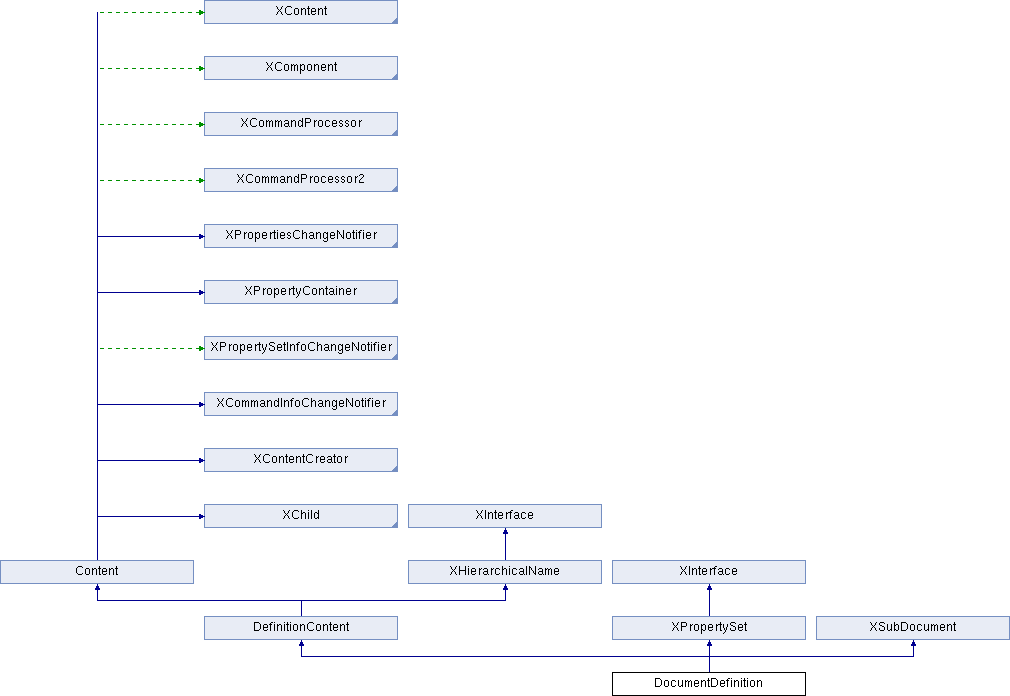 XContent
XComponent
XCommandProcessor
XCommandProcessor2
XPropertiesChangeNotifier
XPropertyContainer
XPropertySetInfoChangeNotifier
XCommandInfoChangeNotifier
XContentCreator
XChild
XInterface
Content
XHierarchicalName
XInterface
DefinitionContent
XPropertySet
XSubDocument
DocumentDefinition